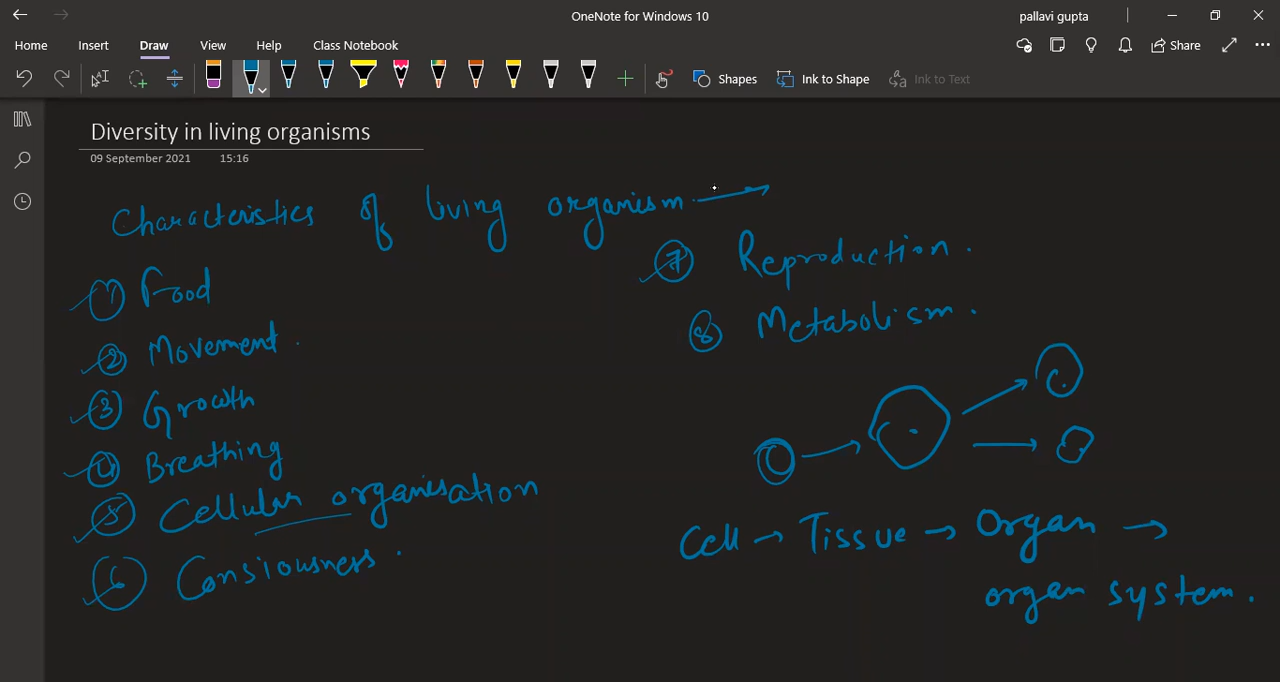 OneNote for Windows 10
pallavi gupta
Home Insert Draw View Help Class Notebook
Share
Shapes
Ink to Shape
Ink to Text
Diversity in living organisms
09 September 2021 15:16
Characteristics of living organism. →
① Food
② Movement.
③ Growth
④ Breathing
⑤ Cellular organisation
⑥ Consiousness.
⑦ Reproduction.
⑧ Metabolism.
Cell → Tissue → Organ →
organ system.